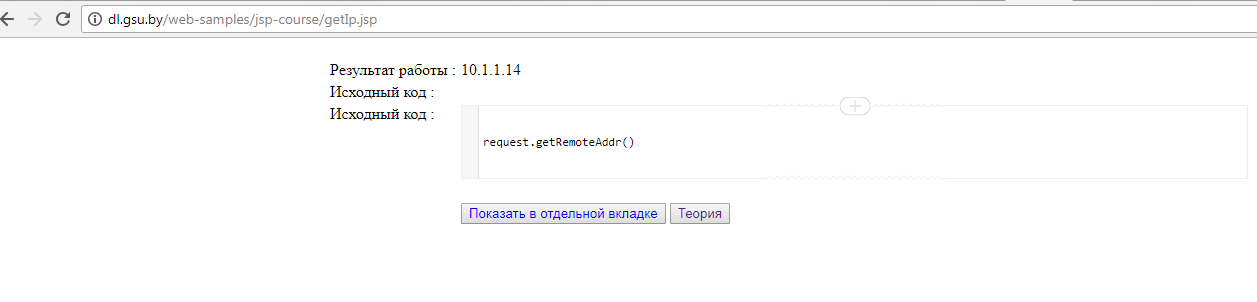 dl.gsu.by/web-samples/jsp-course/getIp.jsp
Результат работы : 10.1.1.14
Исходный код :
Исходный код :
request.getRemoteAddr()
Показать в отдельной вкладке Теория